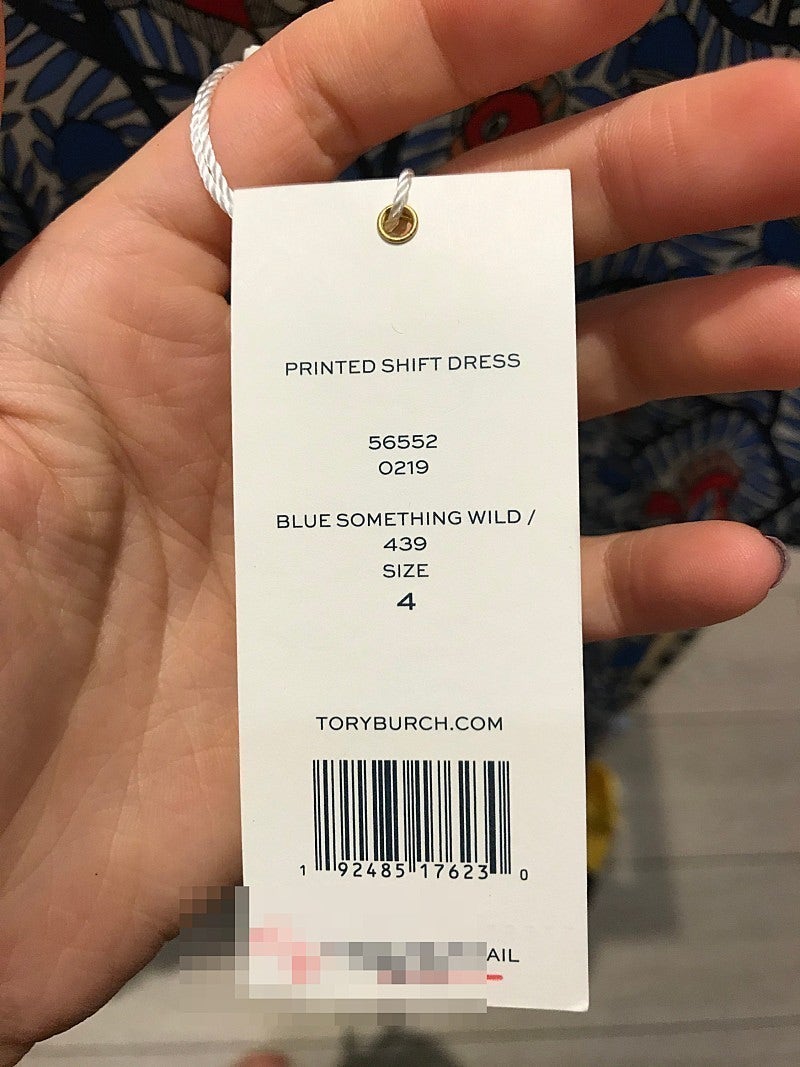 PRINTED SHIFT DRESS
56552
0219
BLUE SOMETHING WILD /
439
SIZE
4
TORYBURCH.COM
1 92485 17623 0